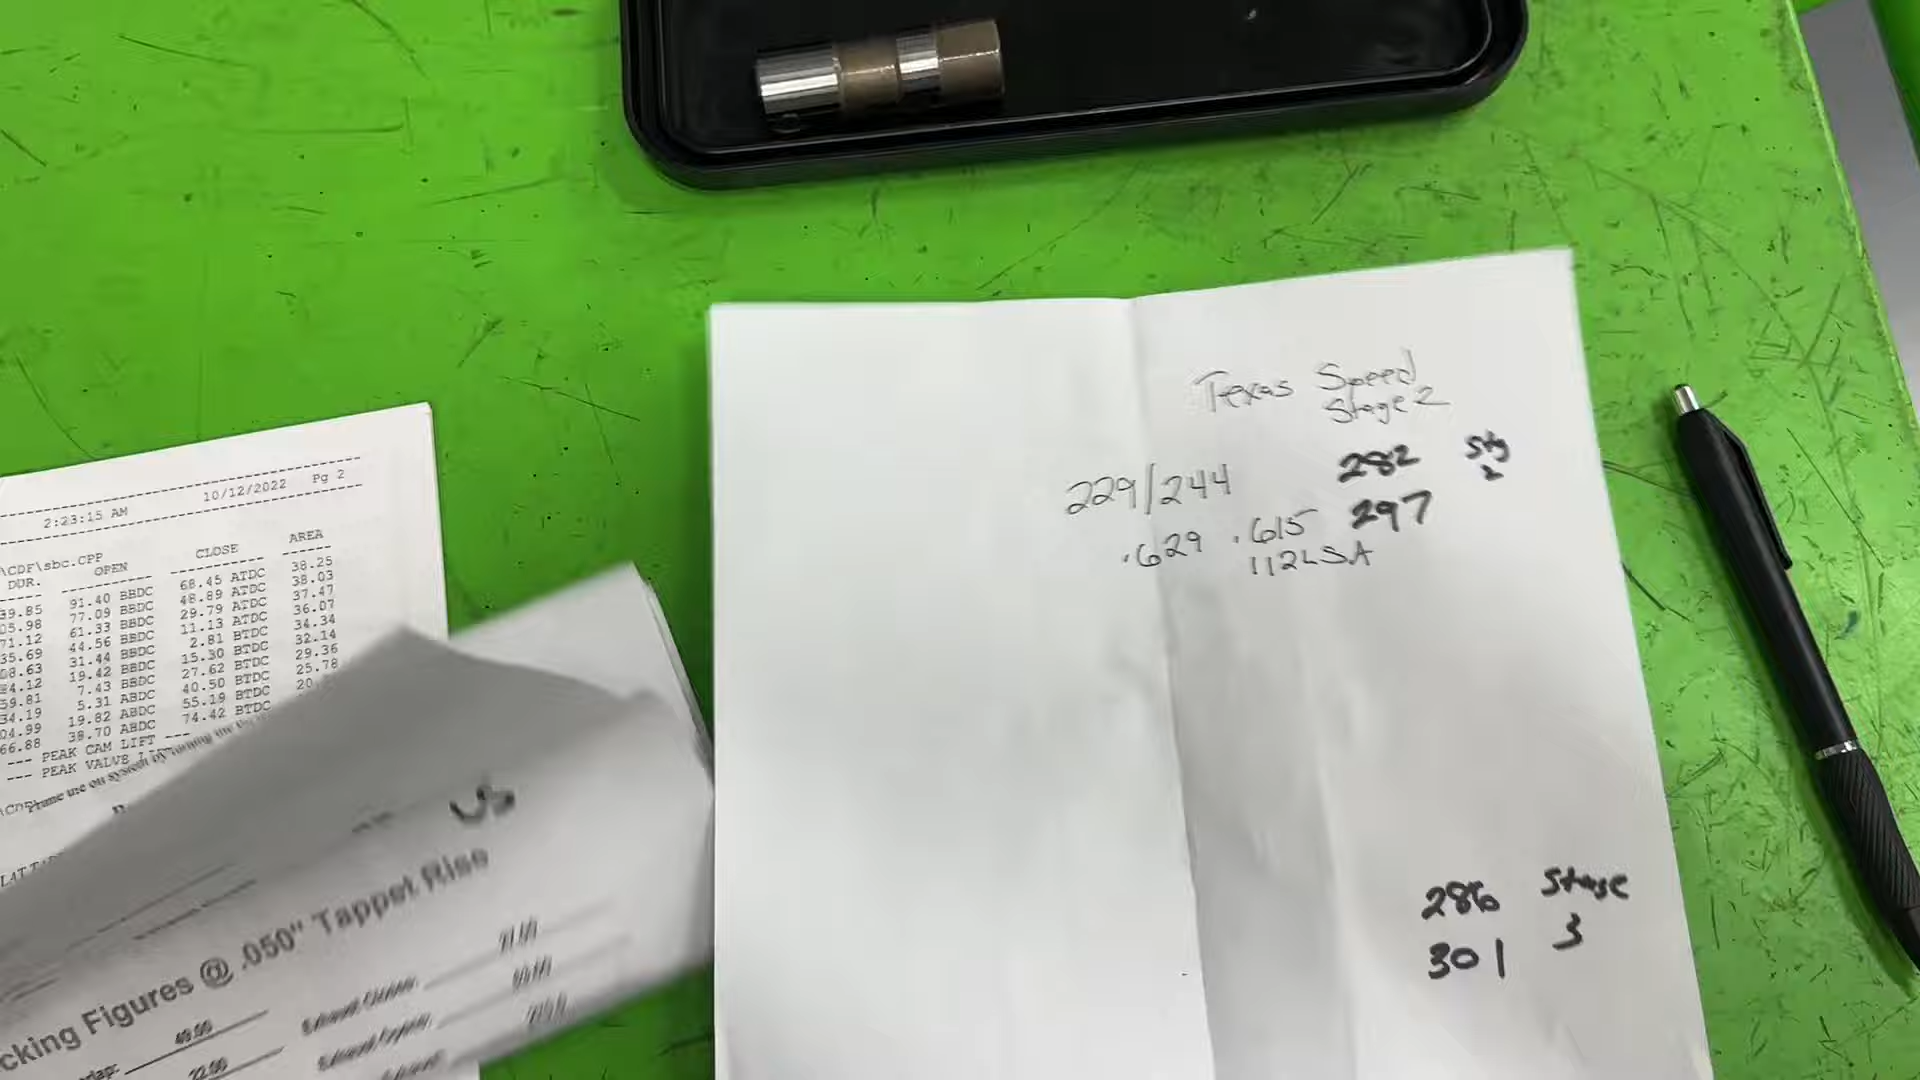 10/12/2022 Pg 2
2:23:15 AM
\CDF\sbc.CPP
DUR. OPEN CLOSE AREA
39.85 91.40 BBDC 68.45 ATDC 38.25
05.98 77.09 BBDC 48.89 ATDC 38.03
71.12 61.33 BBDC 29.79 ATDC 37.47
35.69 44.56 BBDC 11.13 ATDC 36.07
08.63 31.44 BBDC 2.81 BTDC 34.34
4.12 19.42 BBDC 15.30 BTDC 32.14
59.81 7.43 BBDC 27.62 BTDC 29.36
34.19 5.31 ABDC 40.50 BTDC 25.78
04.99 19.82 ABDC 55.19 BTDC 20.
66.88 38.70 ABDC 74.42 BTDC
--- PEAK CAM LIFT ---
--- PEAK VALVE
cking Figures @ .050" Tappet Rise
Texas Speed
Stage 2
229/244 282 Stg
2
.629 .615 297
112LSA
286 Stage
301 3